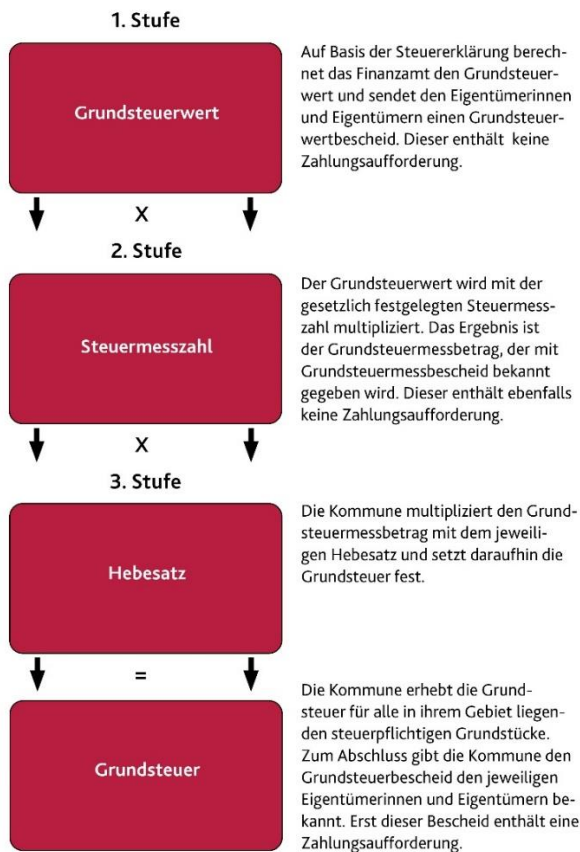 1. Stufe
Grundsteuerwert
Auf Basis der Steuererklärung berech-
net das Finanzamt den Grundsteuer-
wert und sendet den Eigentümerinnen
und Eigentümern einen Grundsteuer-
wertbescheid. Dieser enthält keine
Zahlungsaufforderung.
X
2. Stufe
Steuermesszahl
Der Grundsteuerwert wird mit der
gesetzlich festgelegten Steuermess-
zahl multipliziert. Das Ergebnis ist
der Grundsteuermessbetrag, der mit
Grundsteuermessbescheid bekannt
gegeben wird. Dieser enthält ebenfalls
keine Zahlungsaufforderung.
X
3. Stufe
Hebesatz
Die Kommune multipliziert den Grund-
steuermessbetrag mit dem jeweili-
gen Hebesatz und setzt daraufhin die
Grundsteuer fest.
=
Grundsteuer
Die Kommune erhebt die Grund-
steuer für alle in ihrem Gebiet liegen-
den steuerpflichtigen Grundstücke.
Zum Abschluss gibt die Kommune den
Grundsteuerbescheid den jeweiligen
Eigentümerinnen und Eigentümern be-
kannt. Erst dieser Bescheid enthält eine
Zahlungsaufforderung.